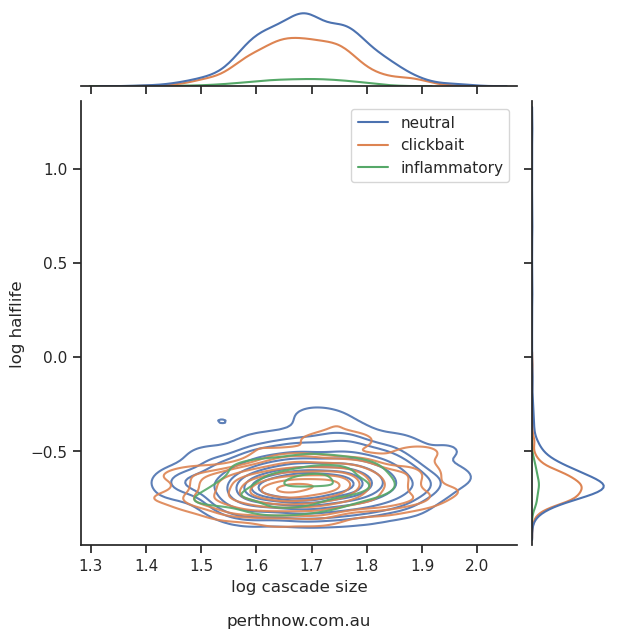 neutral
clickbait
inflammatory
1.0
0.5
0.0
−0.5
log halflife
1.3 1.4 1.5 1.6 1.7 1.8 1.9 2.0
log cascade size
perthnow.com.au